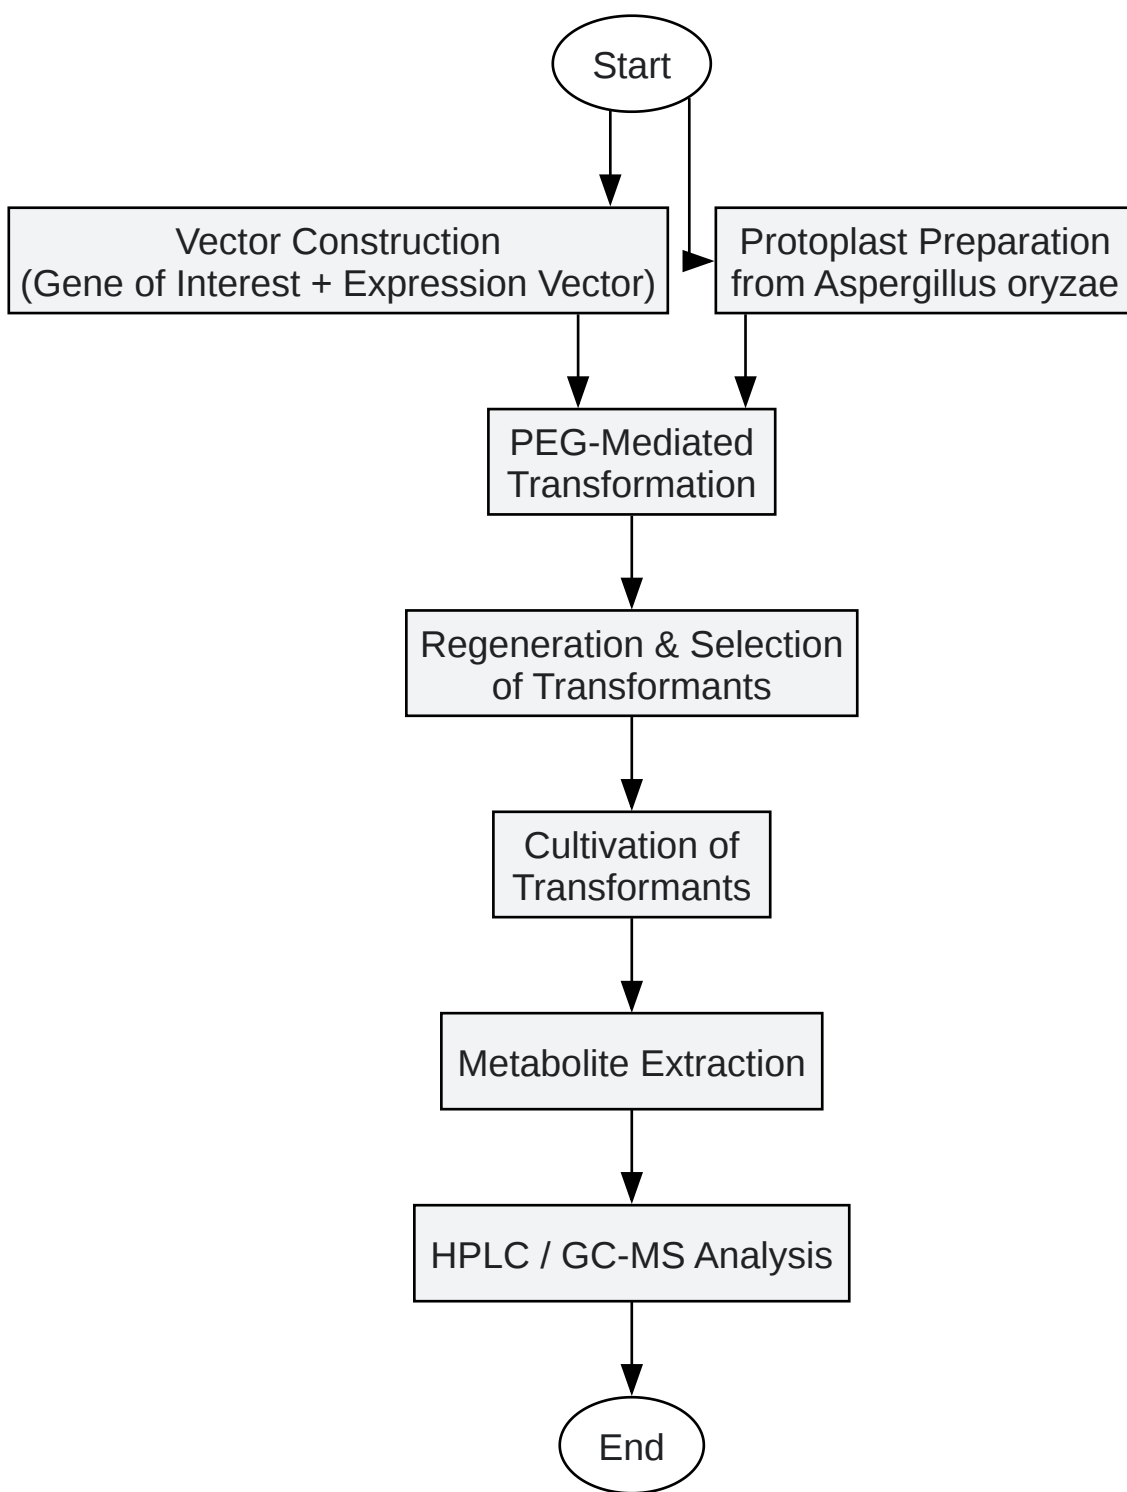 Start
Vector Construction
(Gene of Interest + Expression Vector)
Protoplast Preparation
from Aspergillus oryzae
PEG-Mediated
Transformation
Regeneration & Selection
of Transformants
Cultivation of
Transformants
Metabolite Extraction
HPLC / GC-MS Analysis
End